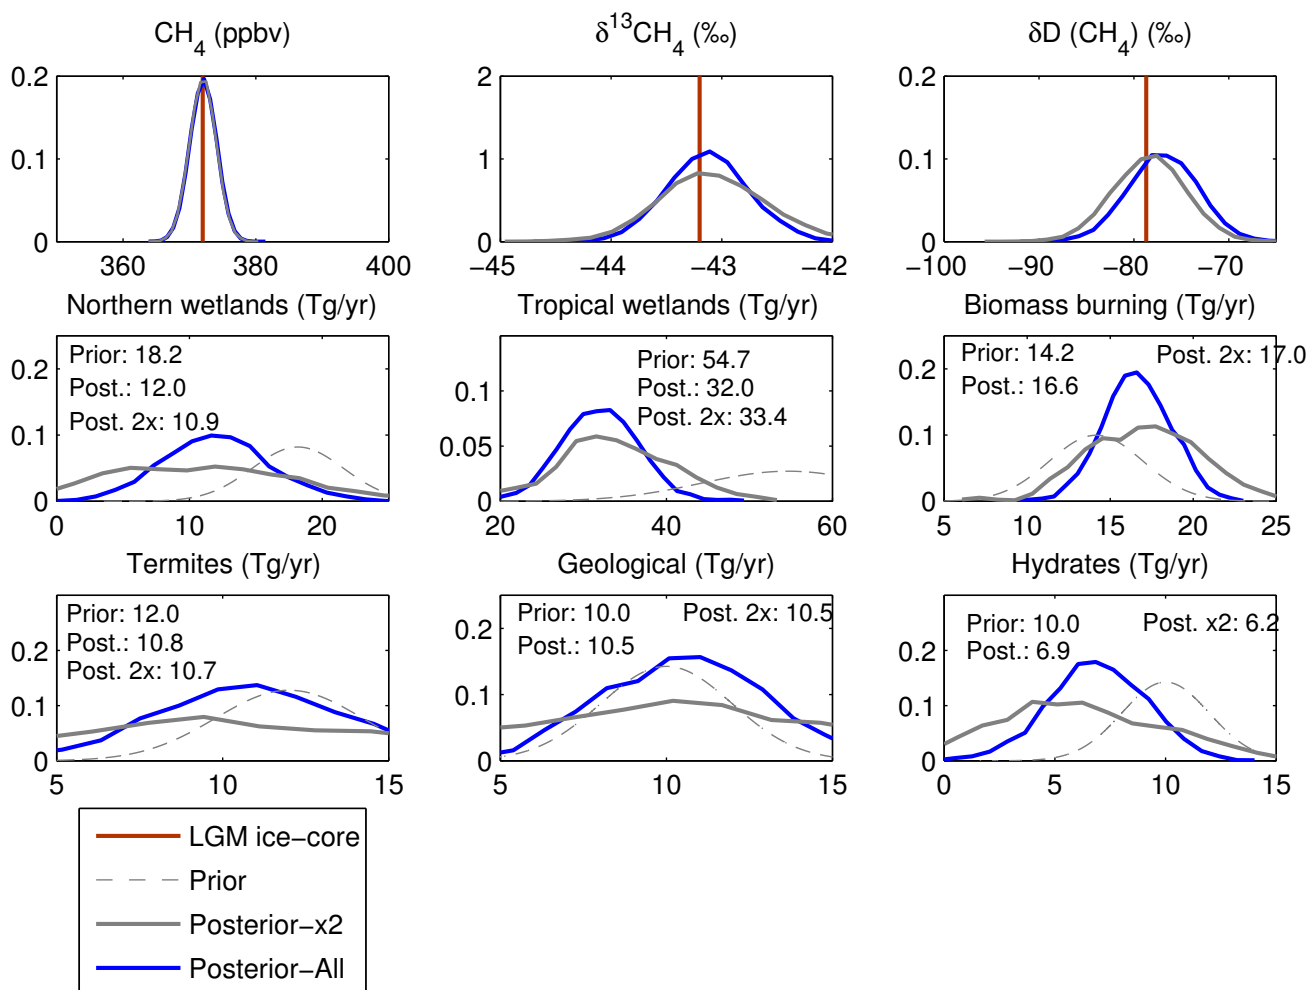 CH4 (ppbv)
δ13CH4 (‰)
δD (CH4) (‰)
0.2
0.1
0
360
380
400
2
1
0
−45
−44
−43
−42
0.2
0.1
0
−100
−90
−80
−70
Northern wetlands (Tg/yr)
Tropical wetlands (Tg/yr)
Biomass burning (Tg/yr)
Prior: 18.2
Post.: 12.0
Post. 2x: 10.9
0.2
0.1
0
0
10
20
Prior: 54.7
Post.: 32.0
Post. 2x: 33.4
0.1
0.05
0
20
40
60
Prior: 14.2
Post. 2x: 17.0
Post.: 16.6
0.2
0.1
0
5
10
15
20
25
Termites (Tg/yr)
Geological (Tg/yr)
Hydrates (Tg/yr)
Prior: 12.0
Post.: 10.8
Post. 2x: 10.7
0.2
0.1
0
5
10
15
Prior: 10.0
Post. 2x: 10.5
Post.: 10.5
0.2
0.1
0
5
10
15
Prior: 10.0
Post. x2: 6.2
Post.: 6.9
0.2
0.1
0
0
5
10
15
LGM ice−core
Prior
Posterior−x2
Posterior−All